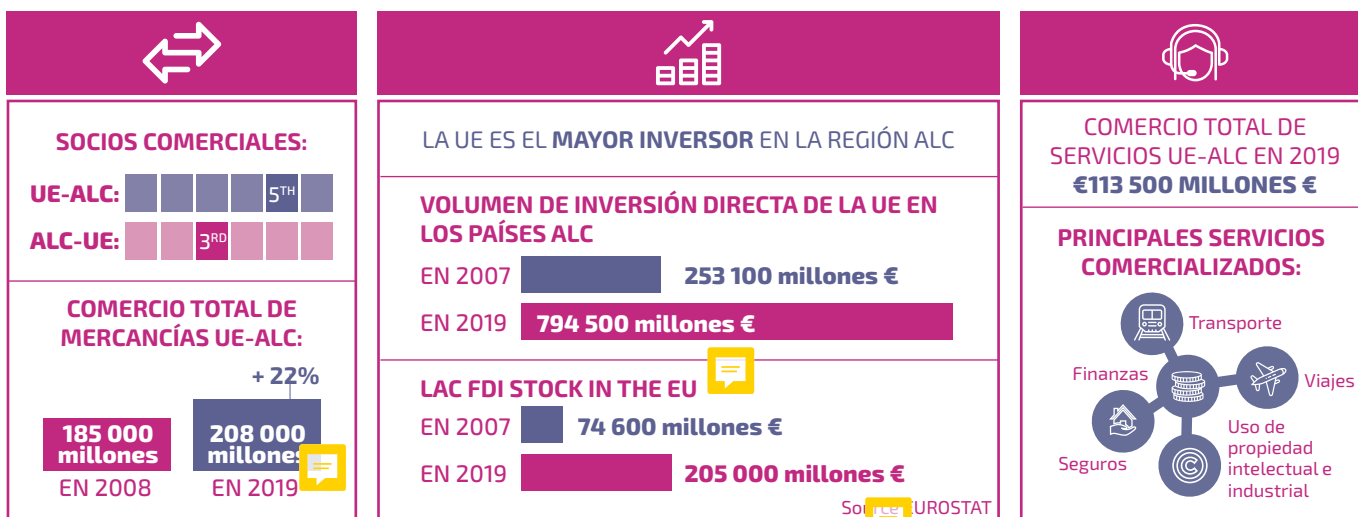 SOCIOS COMERCIALES:
UE-ALC: 5TH
ALC-UE: 3RD
COMERCIO TOTAL DE
MERCANCÍAS UE-ALC:
+ 22%
185 000
millones
EN 2008
208 000
millones
EN 2019
LA UE ES EL MAYOR INVERSOR EN LA REGIÓN ALC
VOLUMEN DE INVERSIÓN DIRECTA DE LA UE EN
LOS PAÍSES ALC
EN 2007 253 100 millones €
EN 2019 794 500 millones €
LAC FDI STOCK IN THE EU
EN 2007 74 600 millones €
EN 2019 205 000 millones €
Source EUROSTAT
COMERCIO TOTAL DE
SERVICIOS UE-ALC EN 2019
€113 500 MILLONES €
PRINCIPALES SERVICIOS
COMERCIALIZADOS:
Transporte
Finanzas
Viajes
Seguros
Uso de
propiedad
intelectual e
industrial